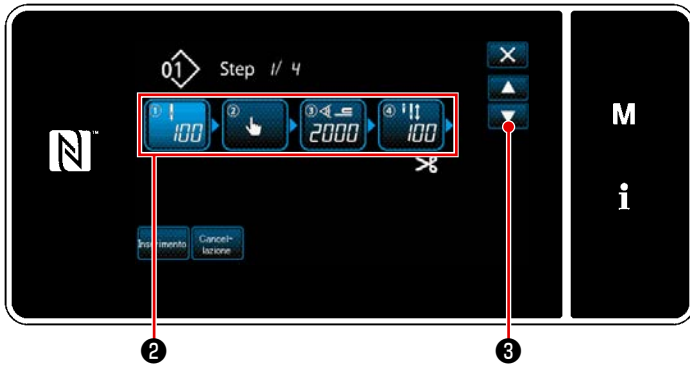 01 Step 1/ 4
① 100 ② ③ 2000 ④ 100
Inserimento Cancel-
lazione
N
M
i
❷ ❸